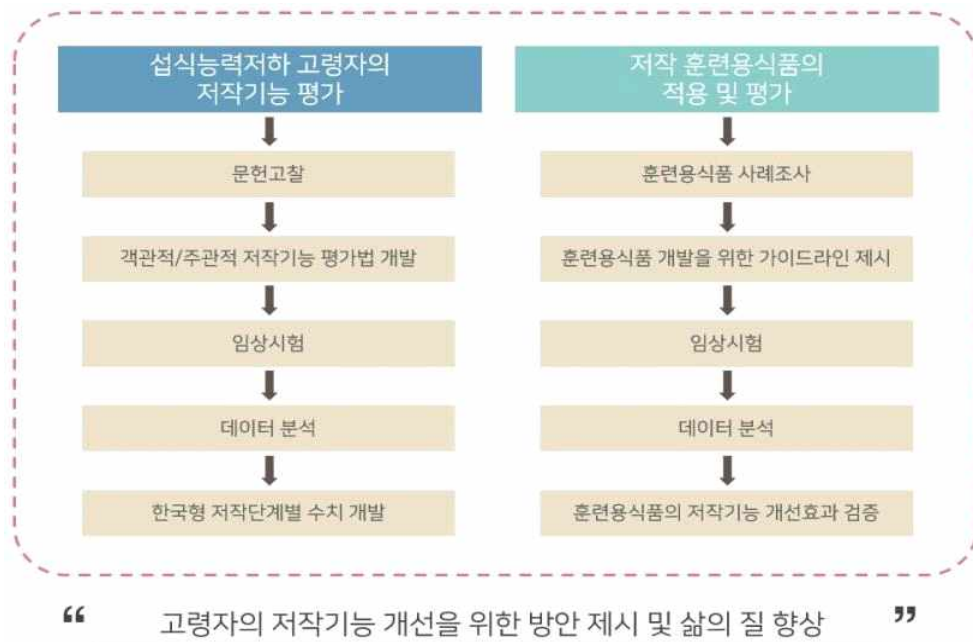 섭식능력저하 고령자의
저작기능 평가
문헌고찰
객관적/주관적 저작기능 평가법 개발
임상시험
데이터 분석
한국형 저작단계별 수치 개발
저작 훈련용식품의
적용 및 평가
훈련용식품 사례조사
훈련용식품 개발을 위한 가이드라인 제시
임상시험
데이터 분석
훈련용식품의 저작기능 개선효과 검증
“ 고령자의 저작기능 개선을 위한 방안 제시 및 삶의 질 향상 ”